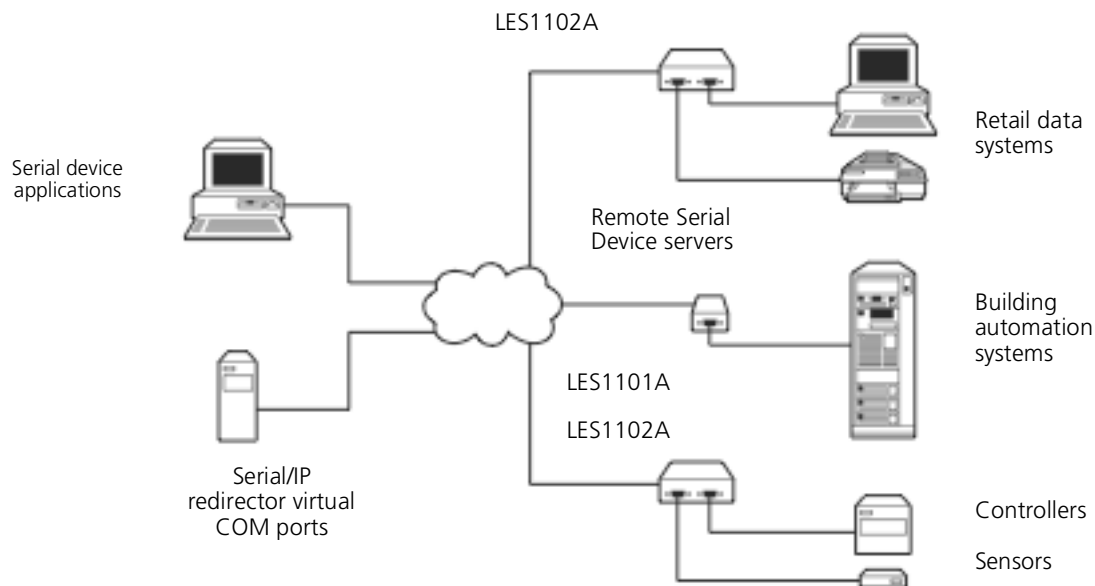 LES1102A
Retail data
systems
Serial device
applications
Remote Serial
Device servers
Building
automation
systems
LES1101A
LES1102A
Serial/IP
redirector virtual
COM ports
Controllers
Sensors